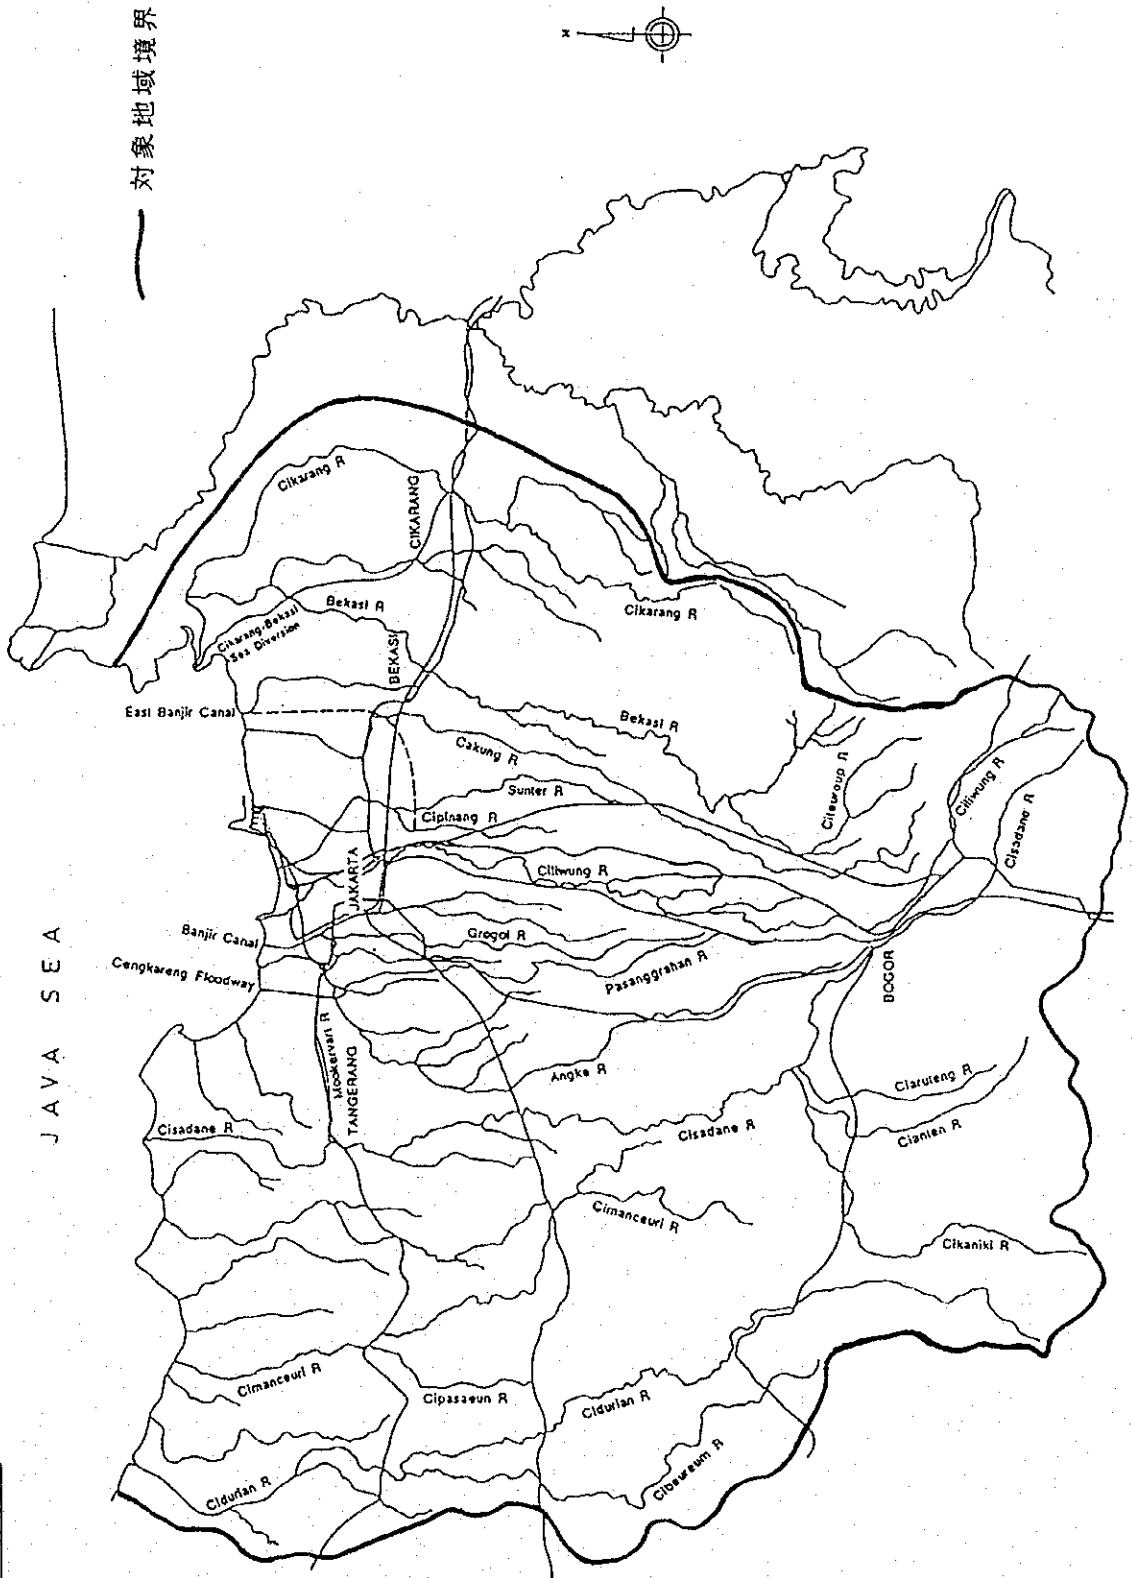 対象地域境界
N
JAVA SEA
Cikarang R
CIKARANG
Cikarang-Bekasi
Sea Diversion
Bekasi R
BEKASI
Cikarang R
East Banjir Canal
Bekasi R
Cakung R
Sunter R
Cipinang R
Citeureup R
Ciliwung R
Cisadane R
JAKARTA
Ciliwung R
Banjir Canal
Grogol R
Cengkareng Floodway
Pasanggrahan R
BOGOR
Mookervart R
TANGERANG
Angke R
Cisadane R
Cisadane R
Ciaruteng R
Cianten R
Cimanceuri R
Cikaniki R
Cimanceuri R
Cipasaeun R
Cidurian R
Cidurian R
Cibeureum R